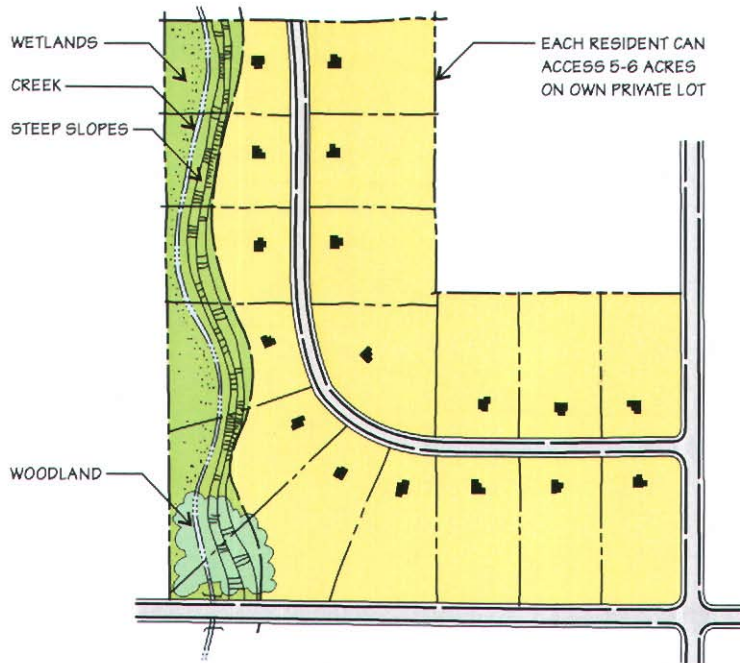 WETLANDS
CREEK
STEEP SLOPES
EACH RESIDENT CAN
ACCESS 5-6 ACRES
ON OWN PRIVATE LOT
WOODLAND